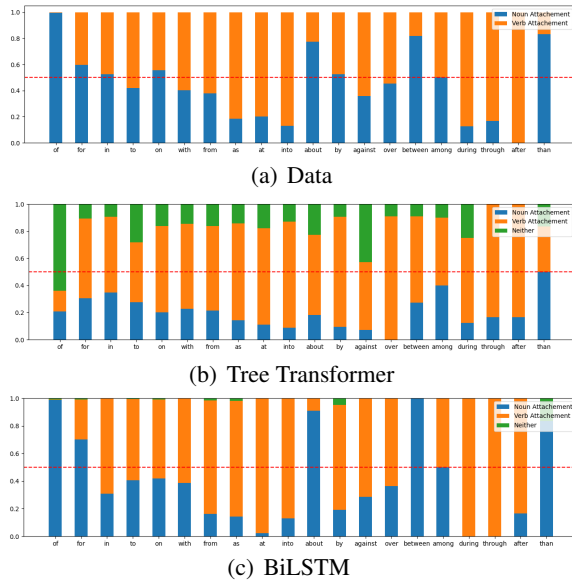 1.0
0.8
0.6
0.4
0.2
0.0
Noun Attachement
Verb Attachement
of for in to on with from as at into about by against over between among during through after than
(a) Data
1.0
0.8
0.6
0.4
0.2
0.0
Noun Attachement
Verb Attachement
Neither
of for in to on with from as at into about by against over between among during through after than
(b) Tree Transformer
1.0
0.8
0.6
0.4
0.2
0.0
Noun Attachement
Verb Attachement
Neither
of for in to on with from as at into about by against over between among during through after than
(c) BiLSTM